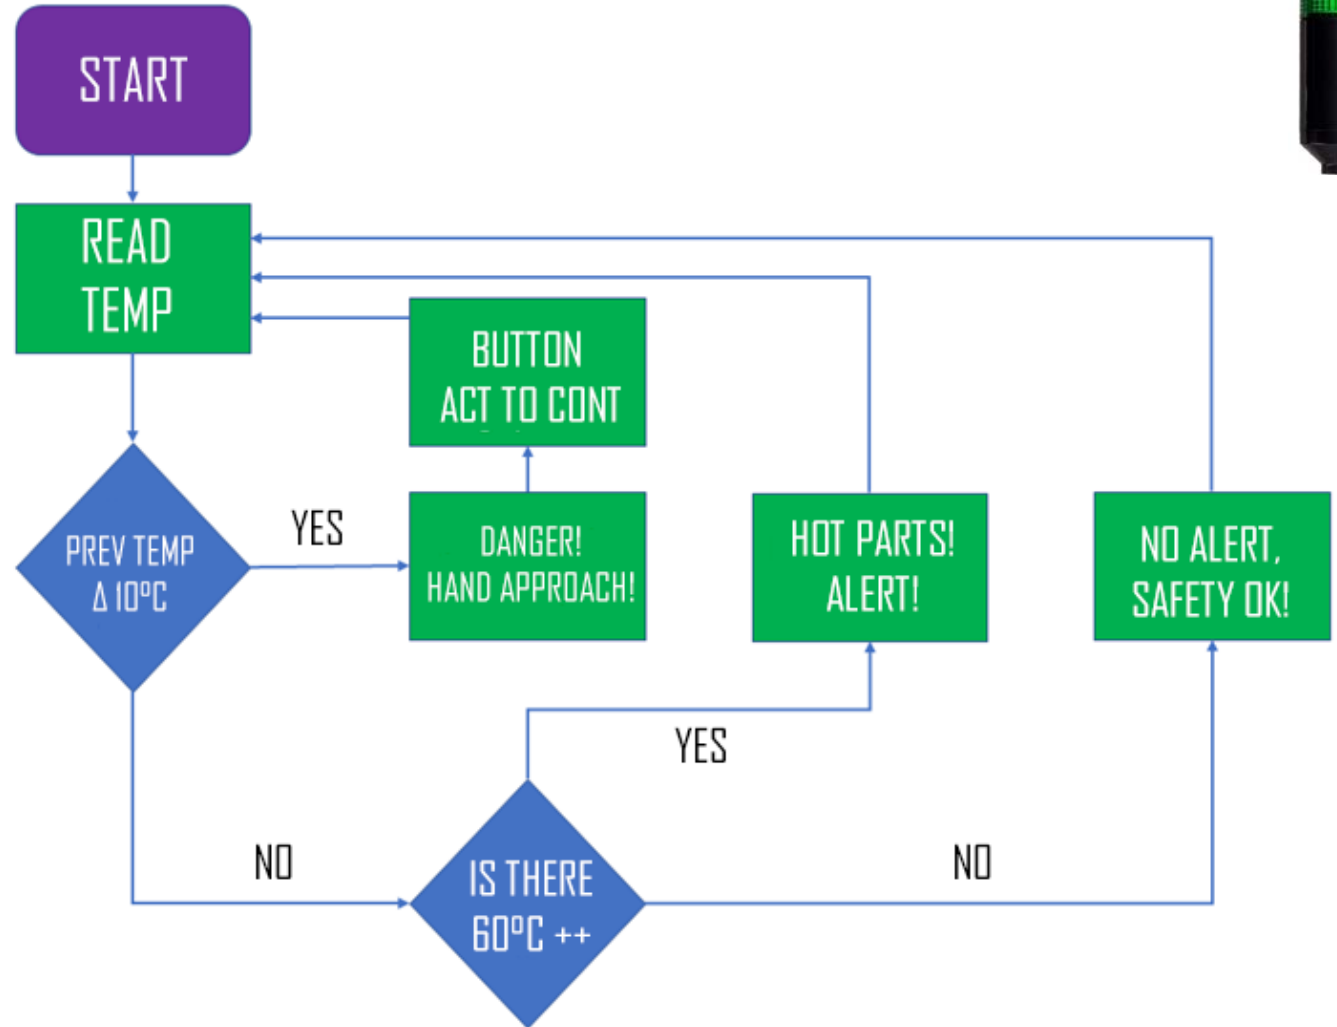 START
READ
TEMP
BUTTON
ACT TO CONT
PREV TEMP
Δ 10ºC
YES
DANGER!
HAND APPROACH!
HOT PARTS!
ALERT!
NO ALERT,
SAFETY OK!
YES
NO
IS THERE
60ºC ++
NO